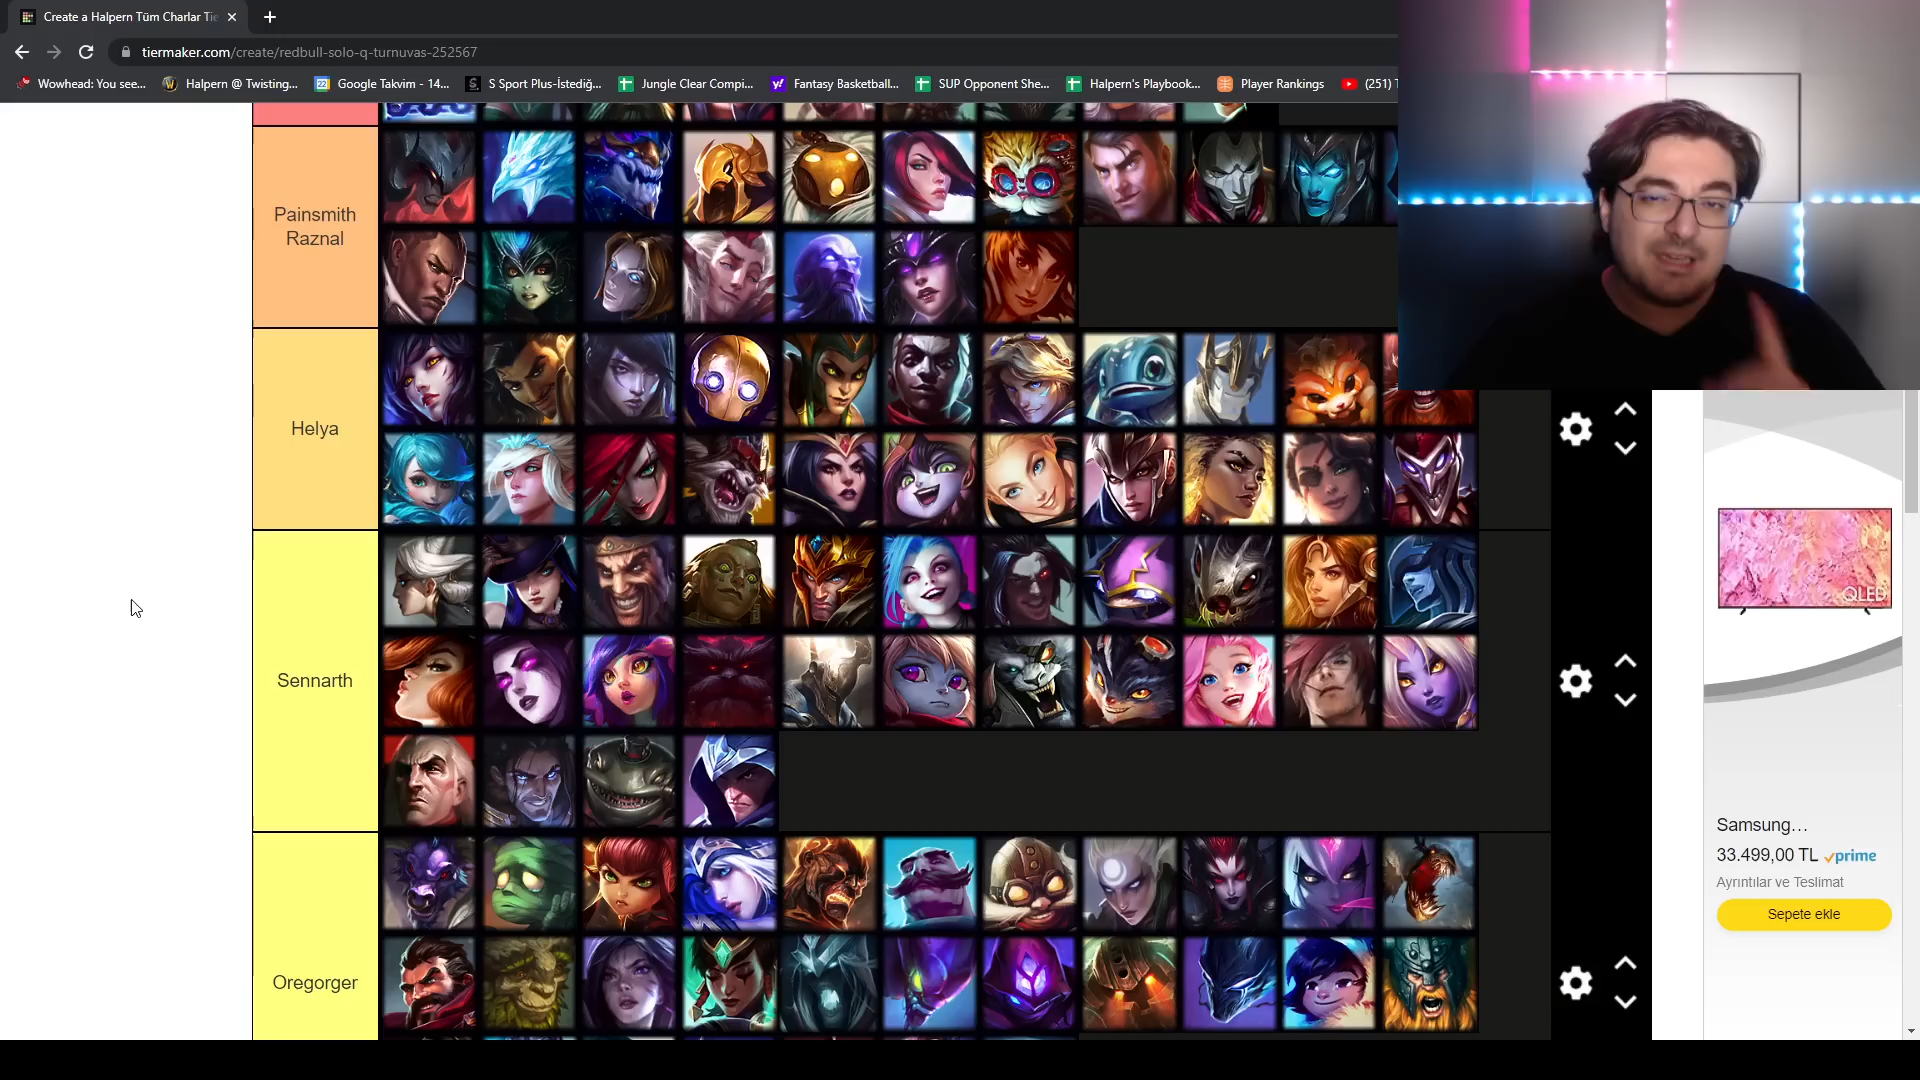 Create a Halpern Tüm Charlar Tie
tiermaker.com/create/redbull-solo-q-turnuvas-252567
Wowhead: You see...
Halpern @ Twisting...
22
Google Takvim - 14...
S
S Sport Plus-İstediğ...
Jungle Clear Compi...
y!
Fantasy Basketball...
SUP Opponent She...
Halpern's Playbook...
Player Rankings
(251) T
Painsmith
Raznal
Helya
Sennarth
Oregorger
QLED
Samsung...
33.499,00 TL
prime
Ayrıntılar ve Teslimat
Sepete ekle